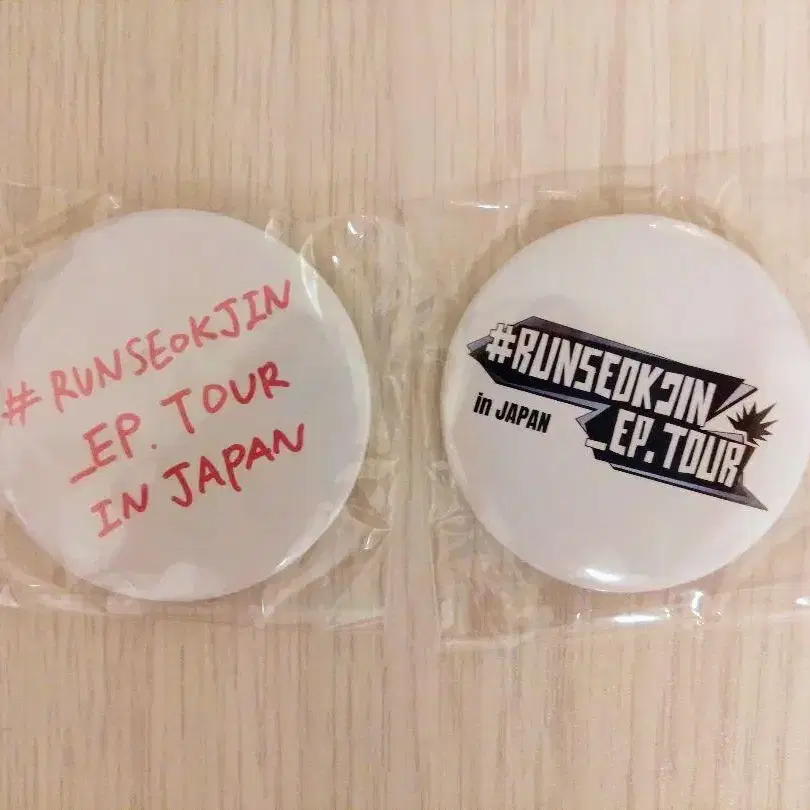 # RUNSEOKJIN
_EP. TOUR
IN JAPAN
#RUNSEOKJIN
_EP.TOUR
in JAPAN